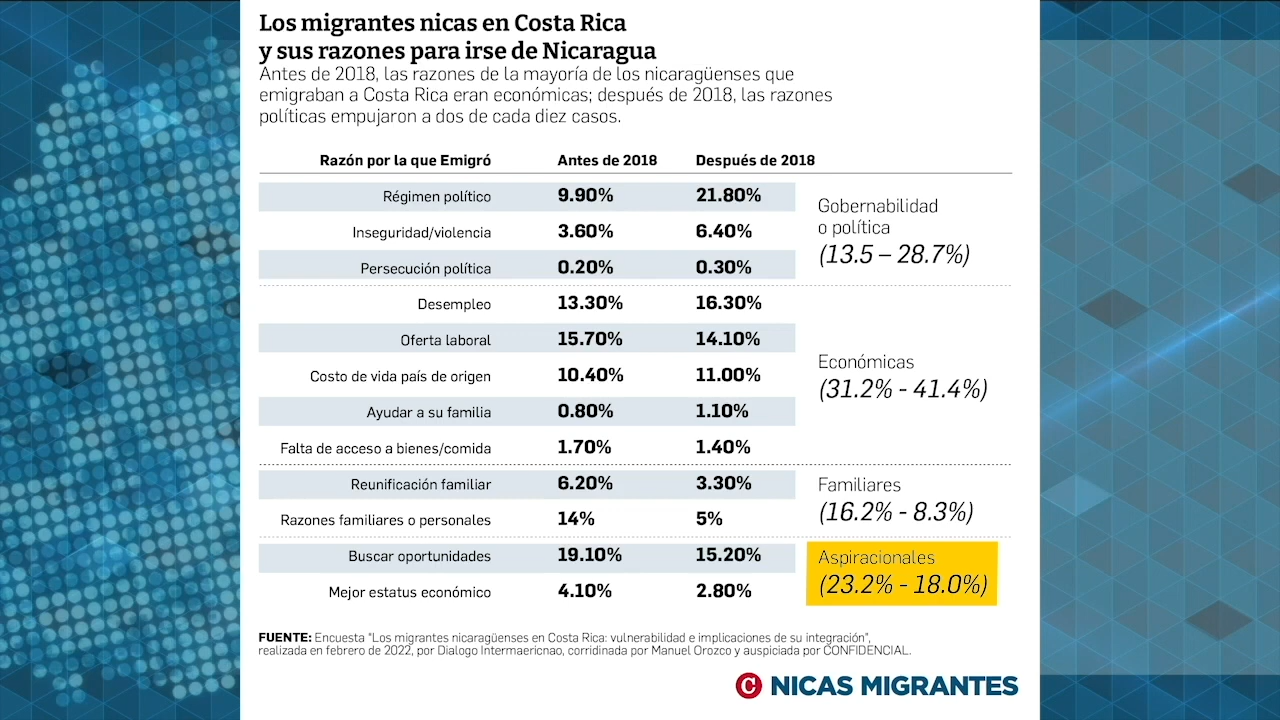 Los migrantes nicas en Costa Rica
y sus razones para irse de Nicaragua
Antes de 2018, las razones de la mayoría de los nicaragüenses que
emigraban a Costa Rica eran económicas; después de 2018, las razones
políticas empujaron a dos de cada diez casos.
Razón por la que Emigró Antes de 2018 Después de 2018
Régimen político 9.90% 21.80%
Inseguridad/violencia 3.60% 6.40%
Persecución política 0.20% 0.30%
Gobernabilidad
o política
(13.5 – 28.7%)
Desempleo 13.30% 16.30%
Oferta laboral 15.70% 14.10%
Costo de vida país de origen 10.40% 11.00%
Ayudar a su familia 0.80% 1.10%
Falta de acceso a bienes/comida 1.70% 1.40%
Económicas
(31.2% - 41.4%)
Reunificación familiar 6.20% 3.30%
Razones familiares o personales 14% 5%
Familiares
(16.2% - 8.3%)
Buscar oportunidades 19.10% 15.20%
Mejor estatus económico 4.10% 2.80%
Aspiracionales
(23.2% - 18.0%)
FUENTE: Encuesta "Los migrantes nicaragüenses en Costa Rica: vulnerabilidad e implicaciones de su integración",
realizada en febrero de 2022, por Dialogo Intermaerionao, corridinada por Manuel Orozco y auspiciada por CONFIDENCIAL.
C NICAS MIGRANTES